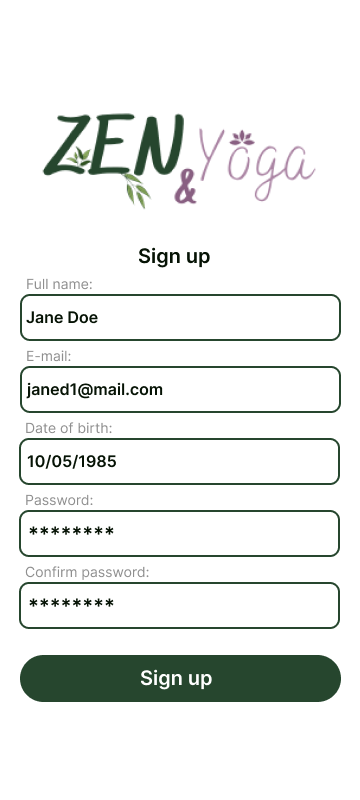 ZEN & Yoga
Sign up
Full name:
Jane Doe
E-mail:
janed1@mail.com
Date of birth:
10/05/1985
Password:
********
Confirm password:
********
Sign up